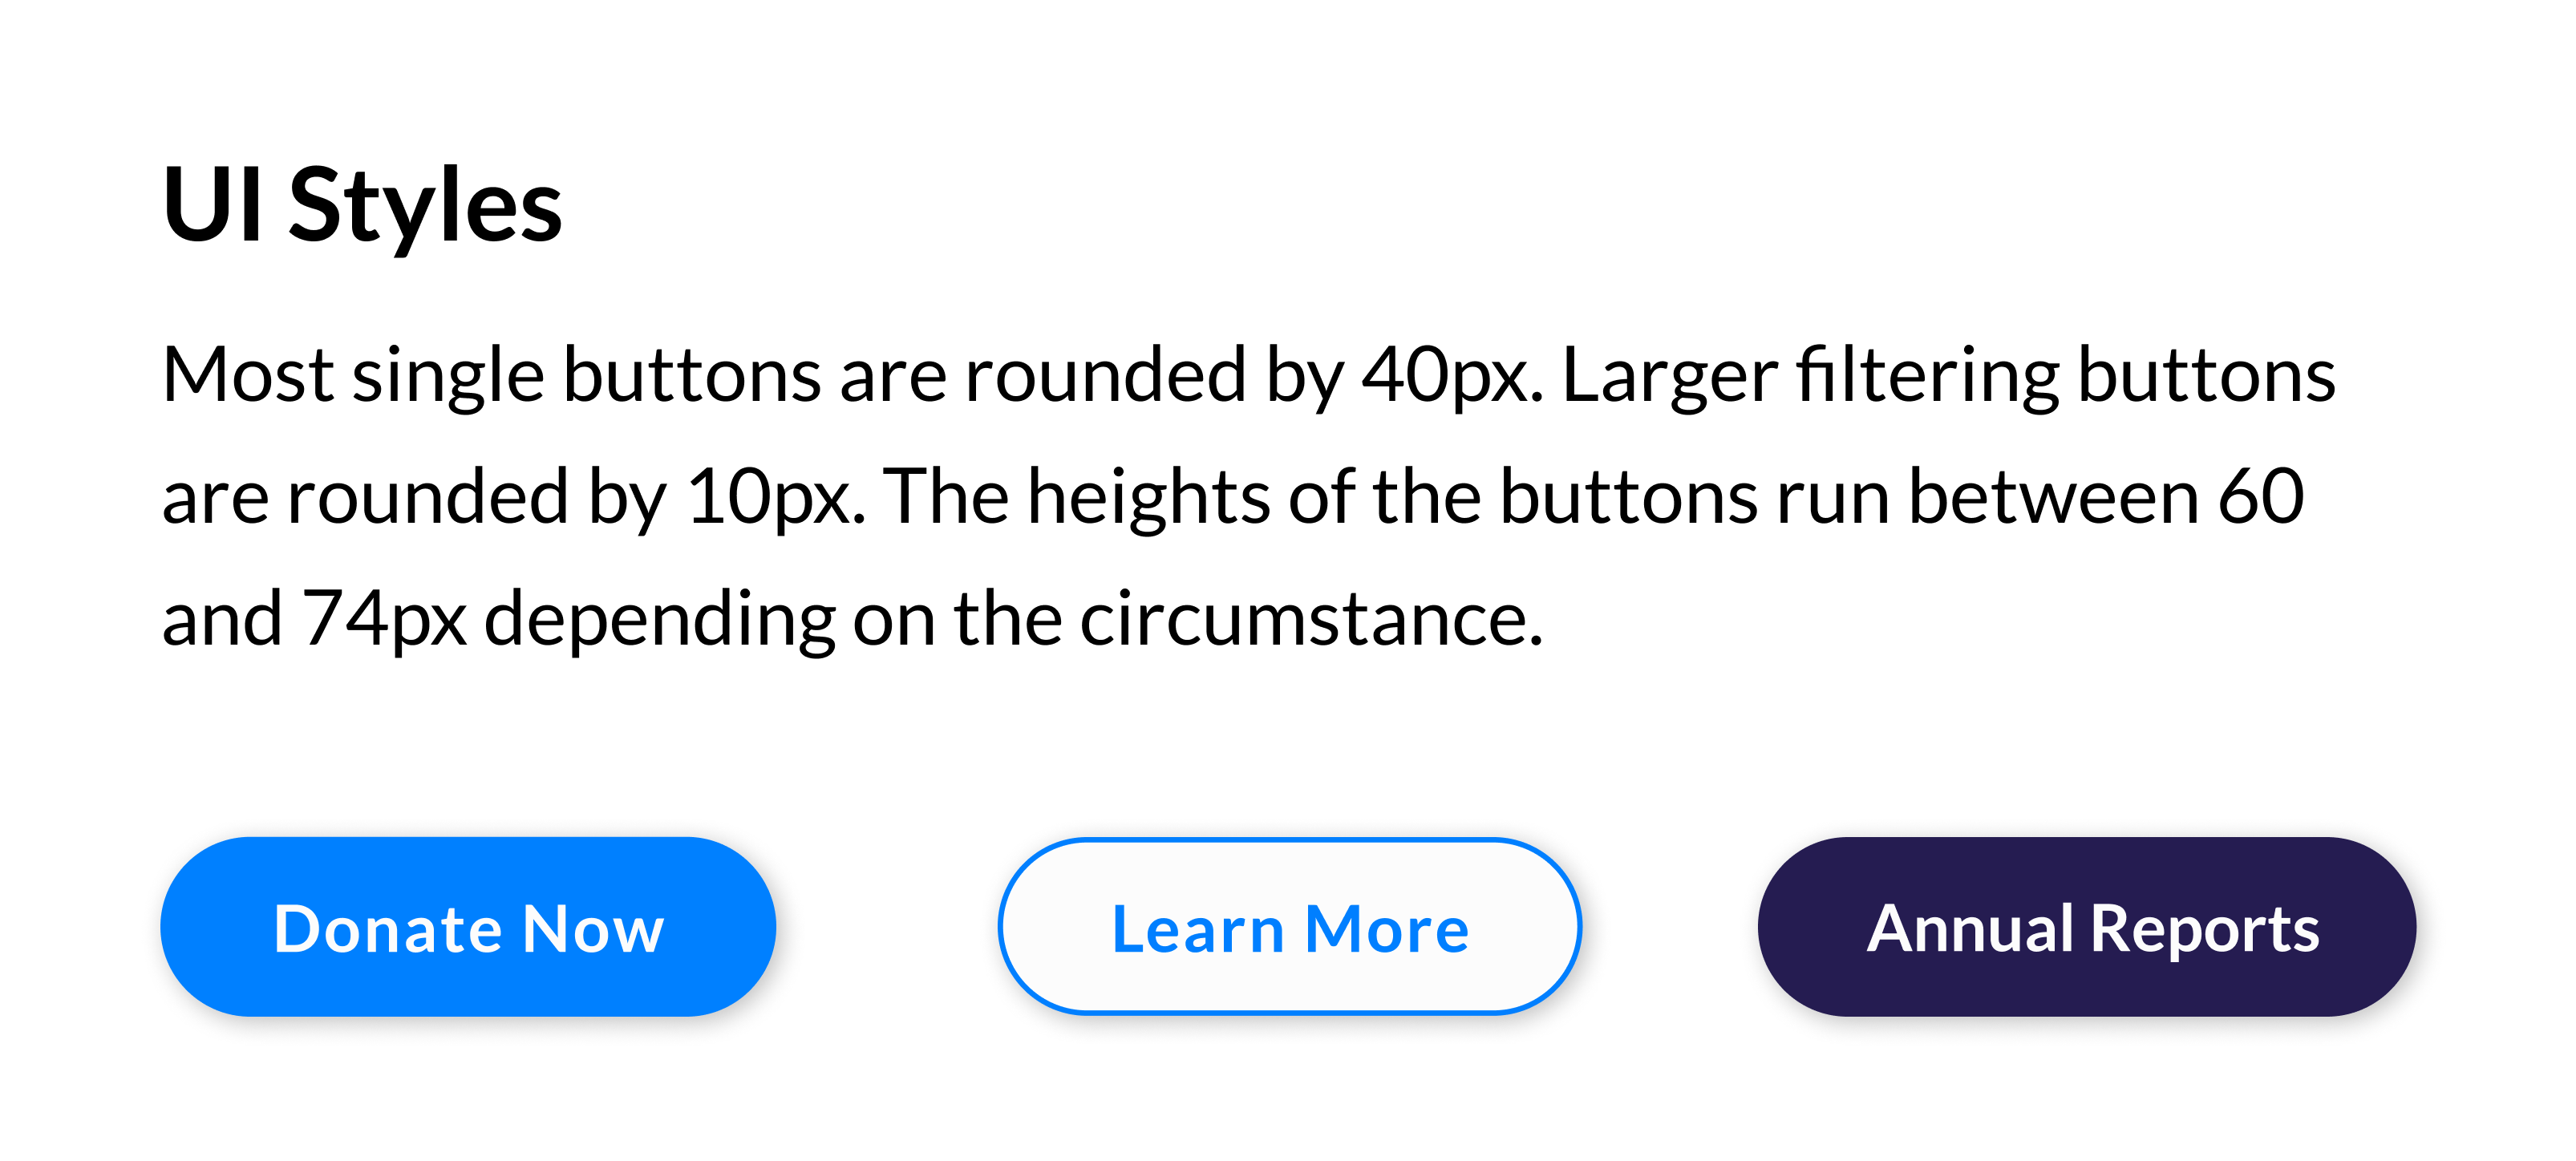 UI Styles
Most single buttons are rounded by 40px. Larger filtering buttons
are rounded by 10px. The heights of the buttons run between 60
and 74px depending on the circumstance.
Donate Now
Learn More
Annual Reports